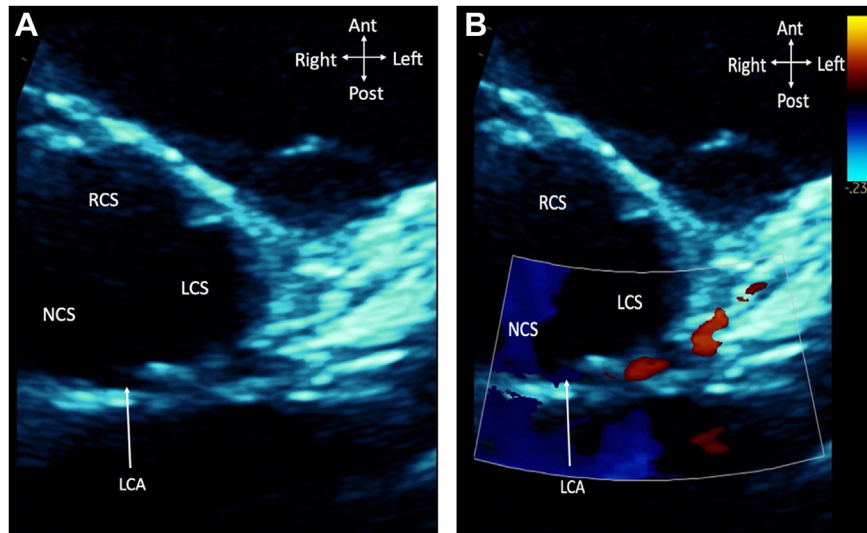 A
Ant
Right Left
Post
RCS
LCS
NCS
LCA
B
Ant
Right Left
Post
-.23
RCS
LCS
NCS
LCA